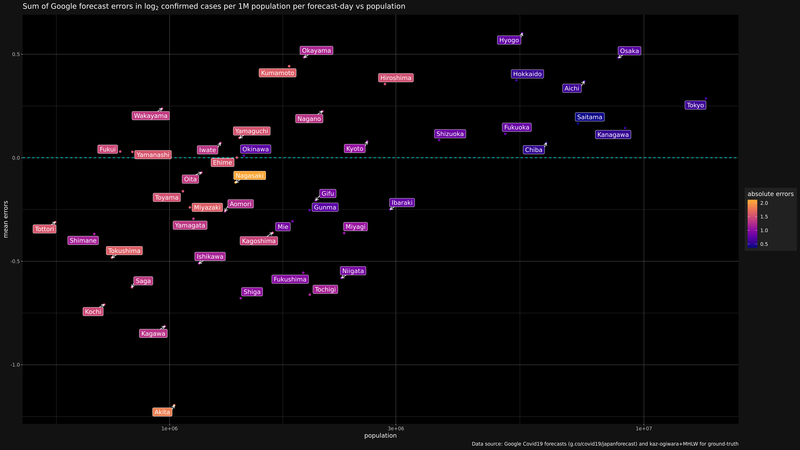 Sum of Google forecast errors in log2 confirmed cases per 1M population per forecast-day vs population
Hyogo
Okayama
Osaka
0.5
Kumamoto
Hiroshima
Hokkaido
Aichi
Tokyo
Wakayama
Nagano
Saitama
Yamaguchi
Shizuoka
Fukuoka
Kanagawa
Fukui
Iwate
Okinawa
Kyoto
Chiba
Yamanashi
0.0
Ehime
Oita
Nagasaki
absolute errors
Toyama
Gifu
2.0
Miyazaki
Aomori
Gunma
Ibaraki
1.5
Tottori
Yamagata
Mie
Miyagi
1.0
Shimane
Kagoshima
0.5
mean errors
Tokushima
Ishikawa
-0.5
Saga
Fukushima
Niigata
Shiga
Tochigi
Kochi
Kagawa
-1.0
Akita
1e+06
3e+06
1e+07
population
Data source: Google Covid19 forecasts (g.co/covid19/japanforecast) and kaz-ogiwara+MHLW for ground-truth